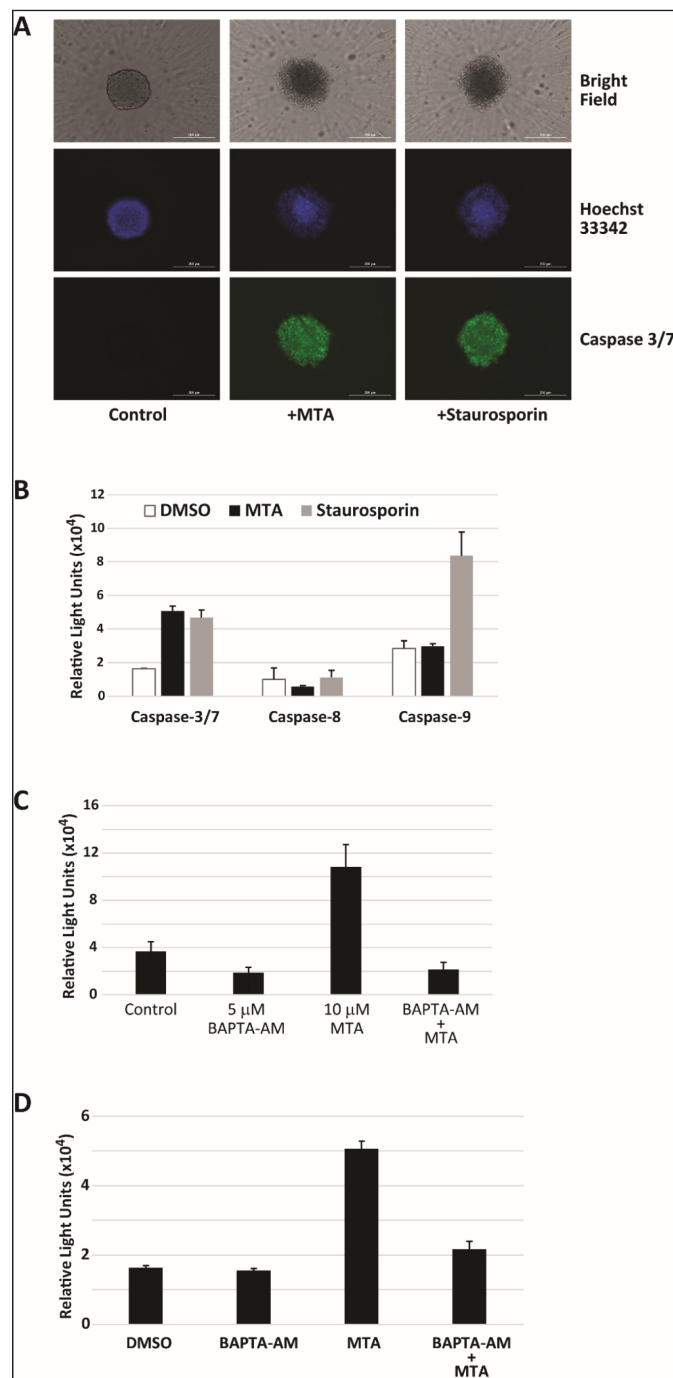 A
Bright
Field
Hoechst
33342
Caspase 3/7
Control +MTA +Staurosporin
B
Relative Light Units (x10⁴)
12
10
8
6
4
2
0
DMSO MTA Staurosporin
Caspase-3/7 Caspase-8 Caspase-9
C
Relative Light Units (x10⁴)
16
12
8
4
0
Control 5 µM 10 µM BAPTA-AM
BAPTA-AM MTA +
MTA
D
Relative Light Units (x10⁴)
6
4
2
0
DMSO BAPTA-AM MTA BAPTA-AM
+
MTA